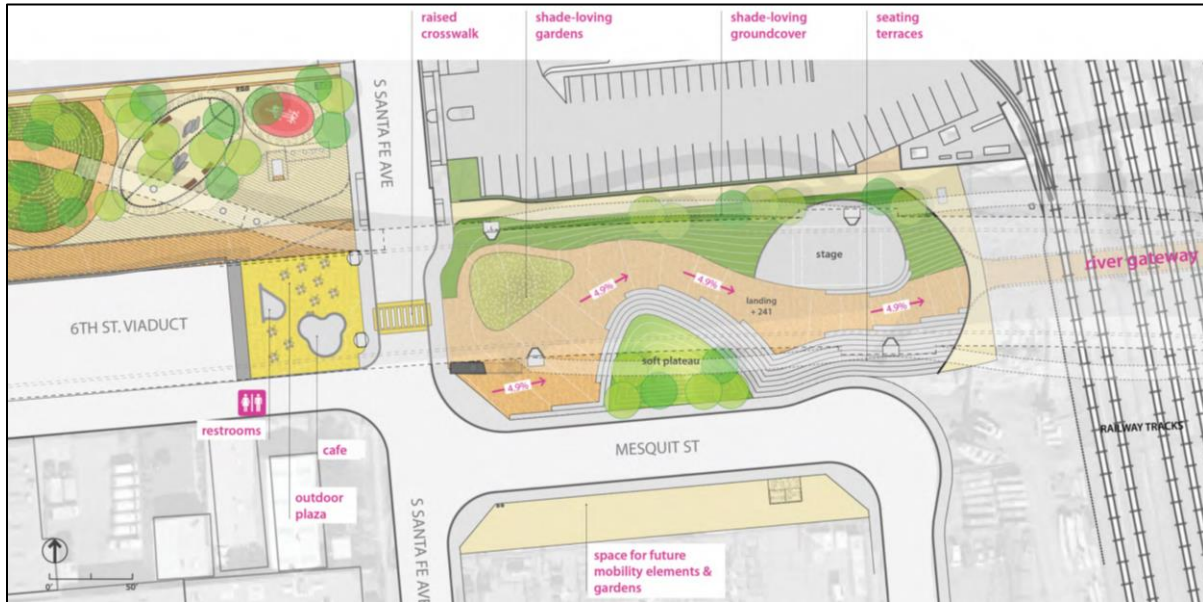 raised
crosswalk
shade-loving
gardens
shade-loving
groundcover
seating
terraces
S SANTA FE AVE
stage
river gateway
4.9%
4.9%
landing
+ 241
4.9%
6TH ST. VIADUCT
soft plateau
4.9%
restrooms
cafe
outdoor
plaza
MESQUIT ST
RAILWAY TRACKS
S SANTA FE AVE
space for future
mobility elements &
gardens
0'
50'